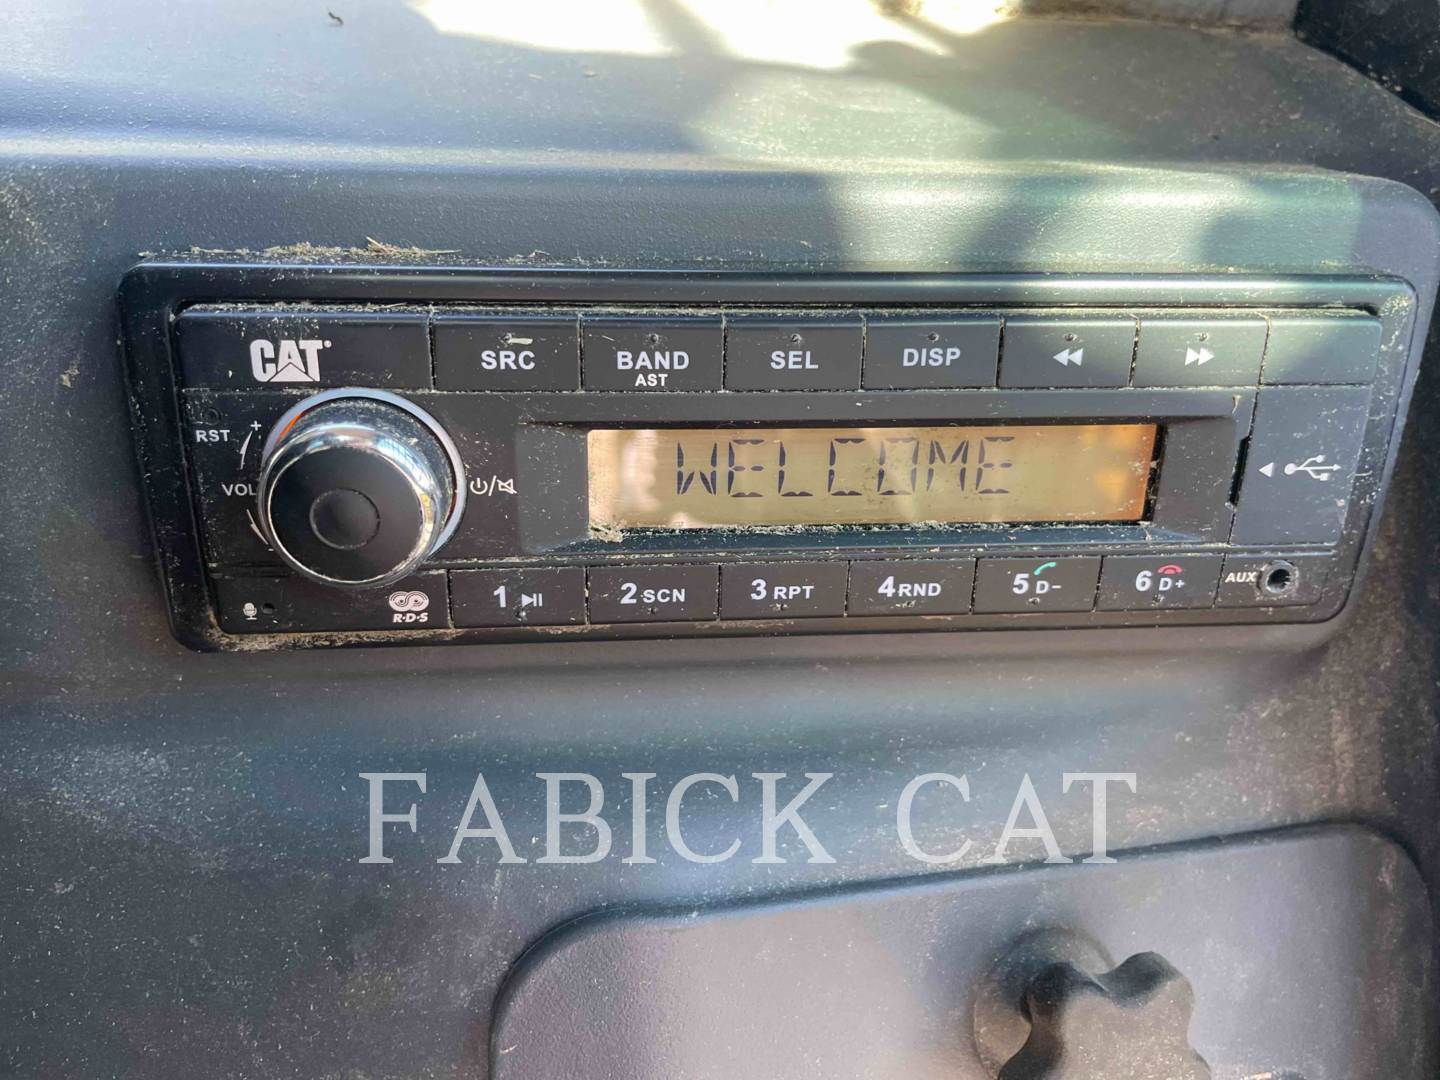 CAT
SRC
BAND
AST
SEL
DISP
RST
+
VOL
WELCOME
R·D·S
1
2 SCN
3 RPT
4 RND
5 D-
6 D+
AUX
FABICK CAT